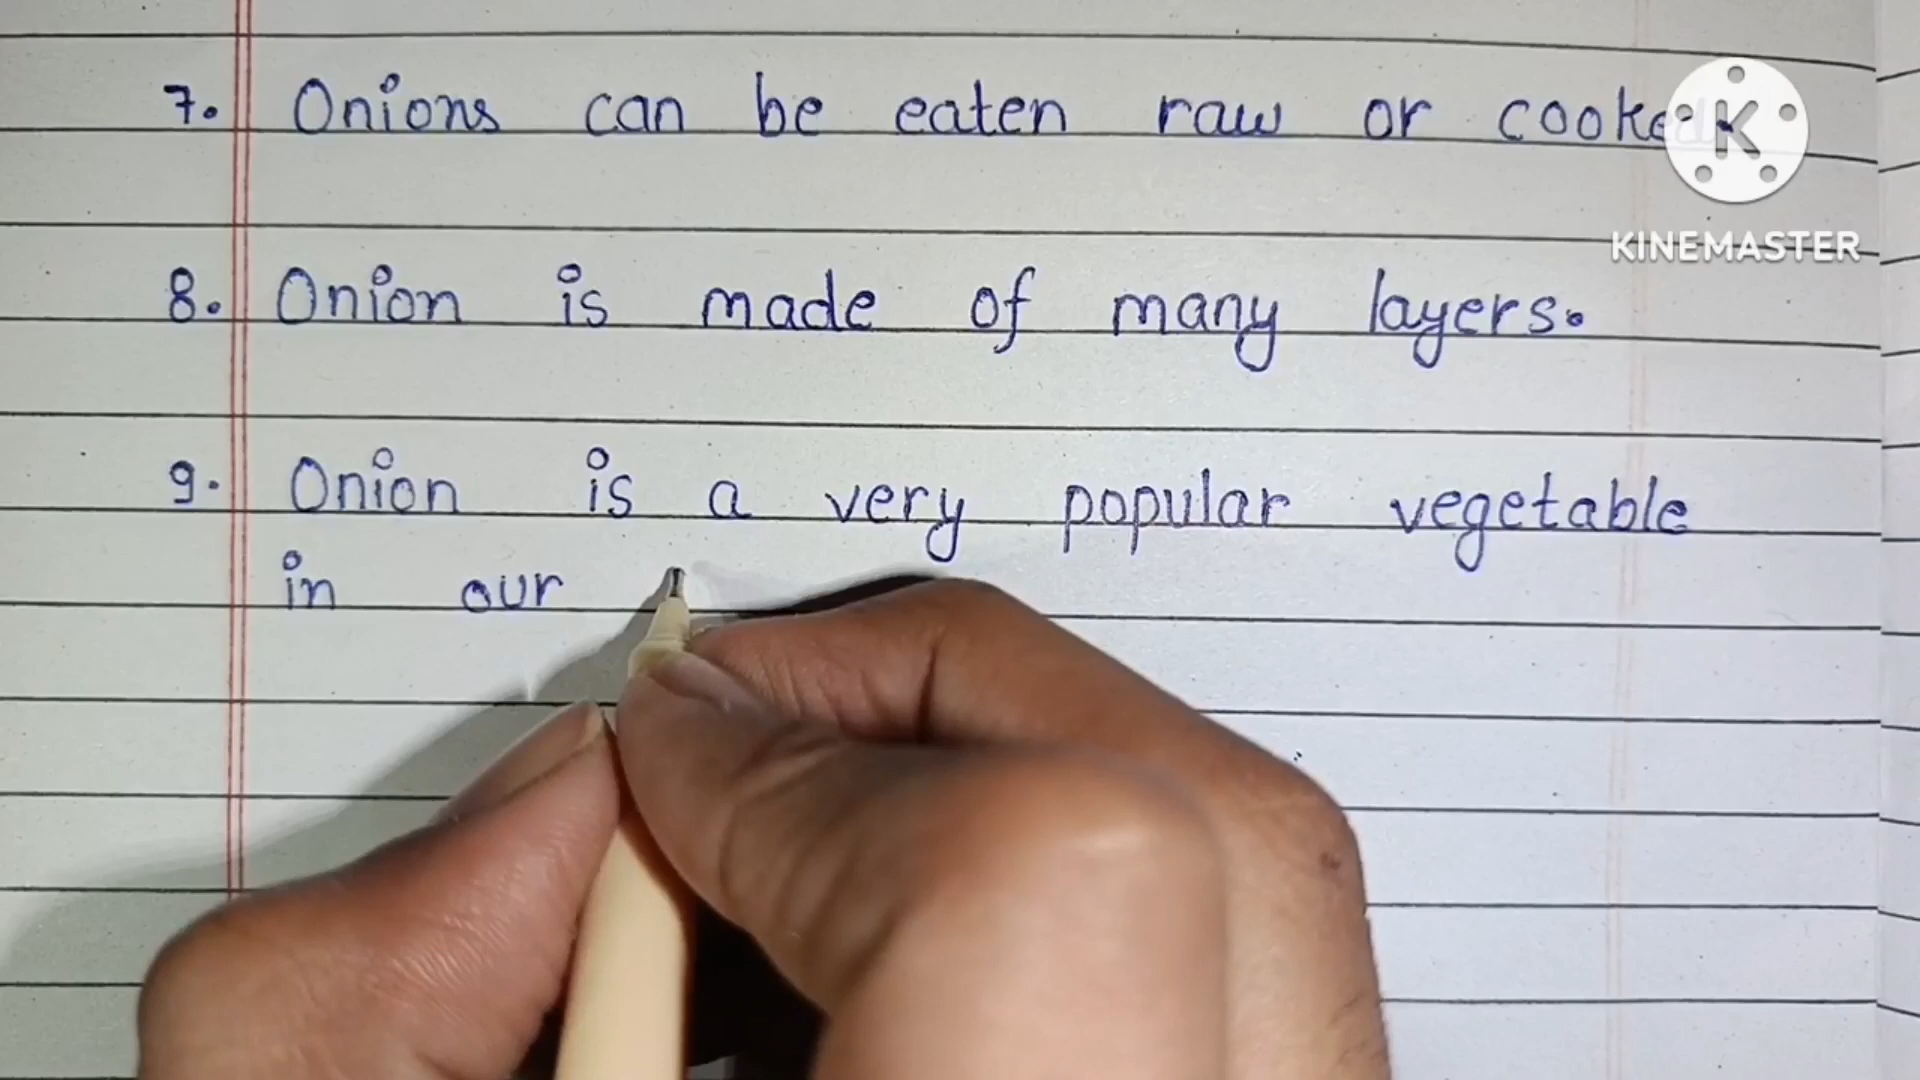 7. Onions can be eaten raw or cooked
KINEMASTER
8. Onion is made of many layers.
9. Onion is a very popular vegetable
in our